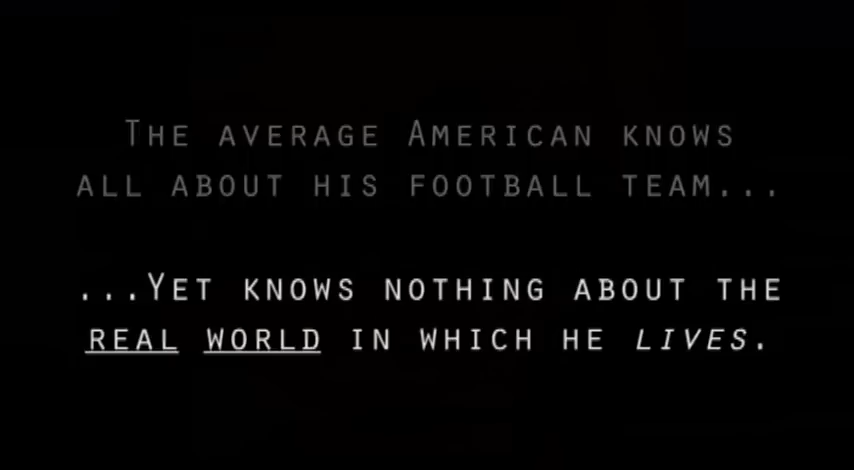 The average American knows
all about his football team...
...Yet knows nothing about the
real world in which he lives.